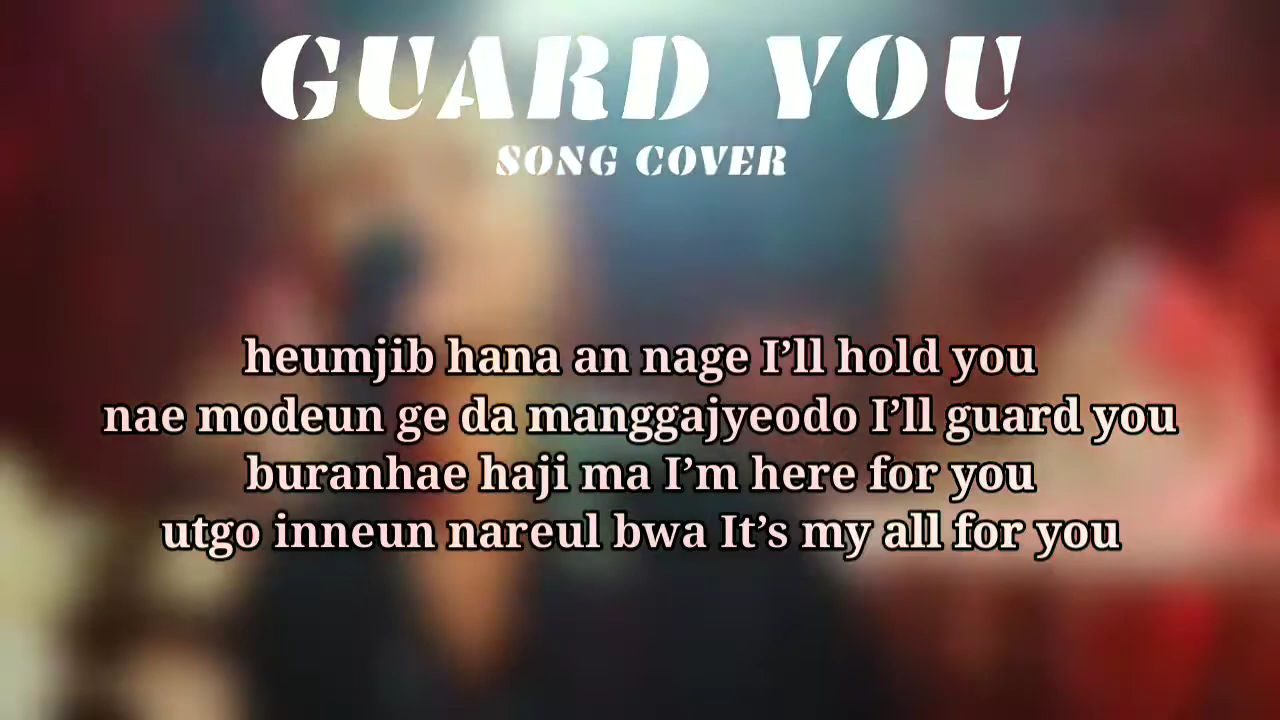 GUARD YOU
SONG COVER
heumjib hana an nage I’ll hold you
nae modeun ge da manggajyeodo I’ll guard you
buranhae haji ma I’m here for you
utgo inneun nareul bwa It’s my all for you